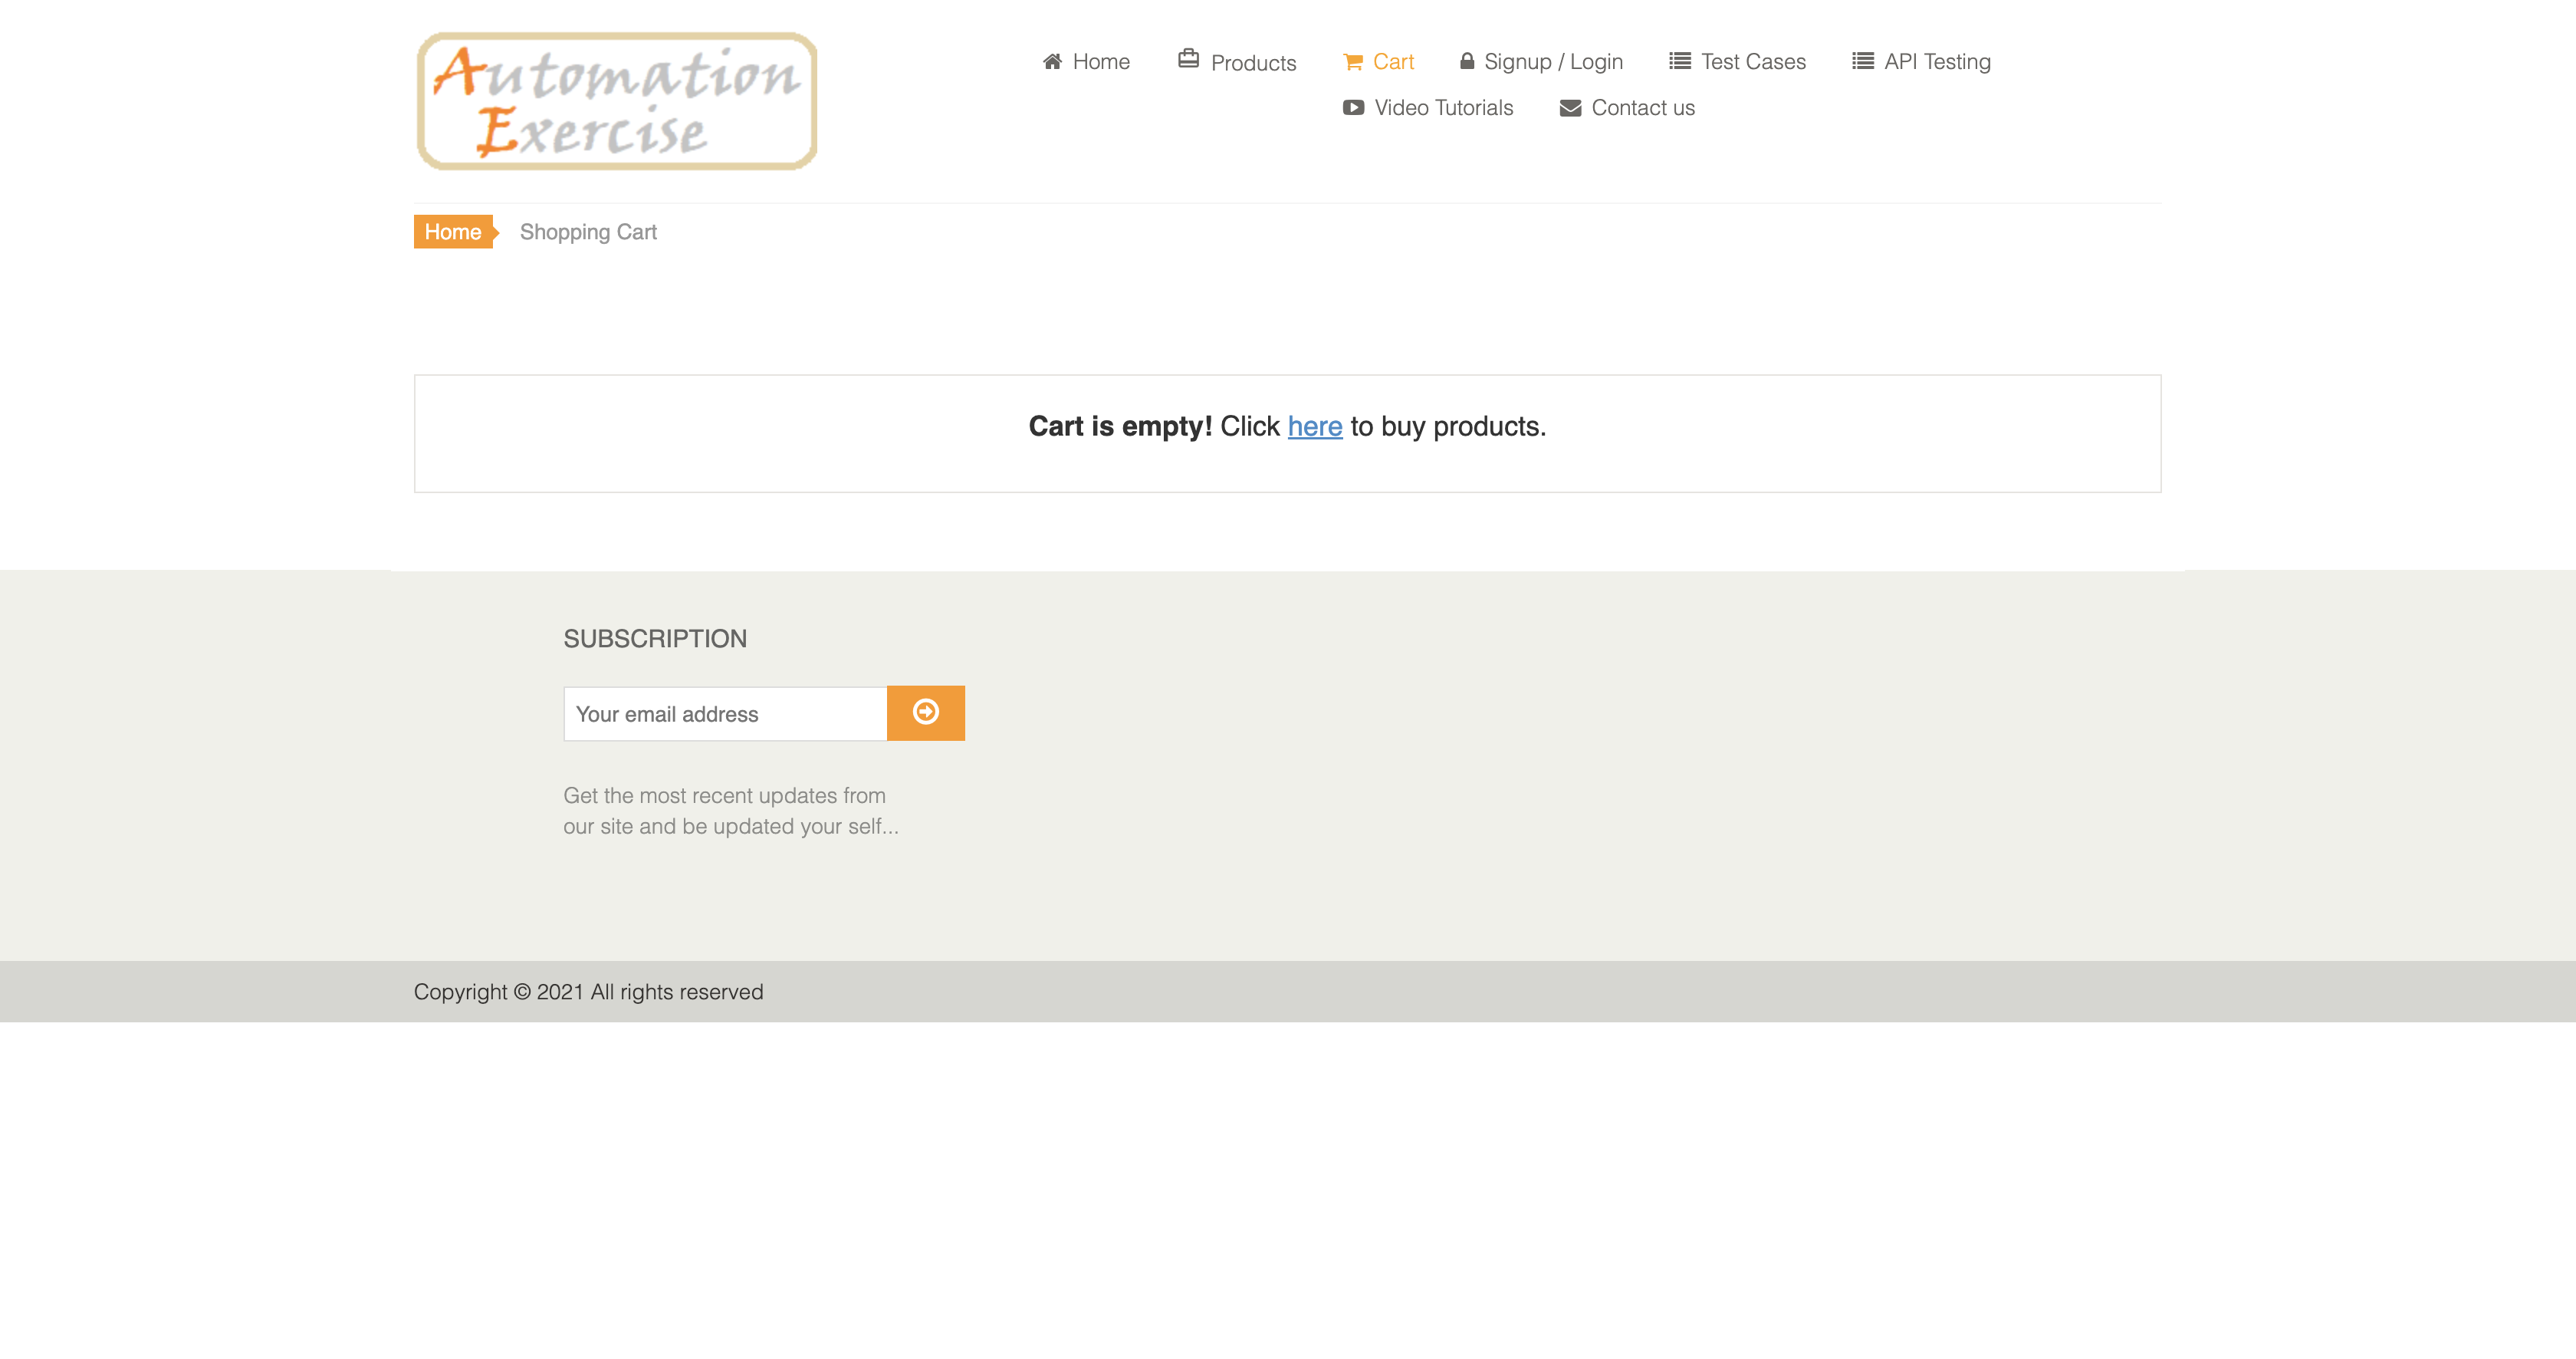 Automation
Exercise
Home Products Cart Signup / Login Test Cases API Testing
Video Tutorials Contact us
Home Shopping Cart
Cart is empty! Click here to buy products.
SUBSCRIPTION
Your email address
Get the most recent updates from
our site and be updated your self...
Copyright © 2021 All rights reserved